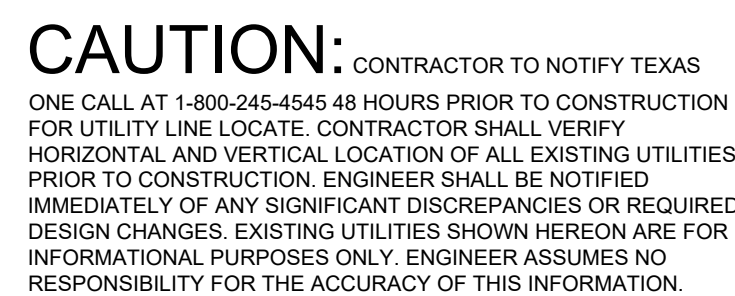 CAUTION: CONTRACTOR TO NOTIFY TEXAS
ONE CALL AT 1-800-245-4545 48 HOURS PRIOR TO CONSTRUCTION
FOR UTILITY LINE LOCATE. CONTRACTOR SHALL VERIFY
HORIZONTAL AND VERTICAL LOCATION OF ALL EXISTING UTILITIES
PRIOR TO CONSTRUCTION. ENGINEER SHALL BE NOTIFIED
IMMEDIATELY OF ANY SIGNIFICANT DISCREPANCIES OR REQUIRED
DESIGN CHANGES. EXISTING UTILITIES SHOWN HEREON ARE FOR
INFORMATIONAL PURPOSES ONLY. ENGINEER ASSUMES NO
RESPONSIBILITY FOR THE ACCURACY OF THIS INFORMATION.